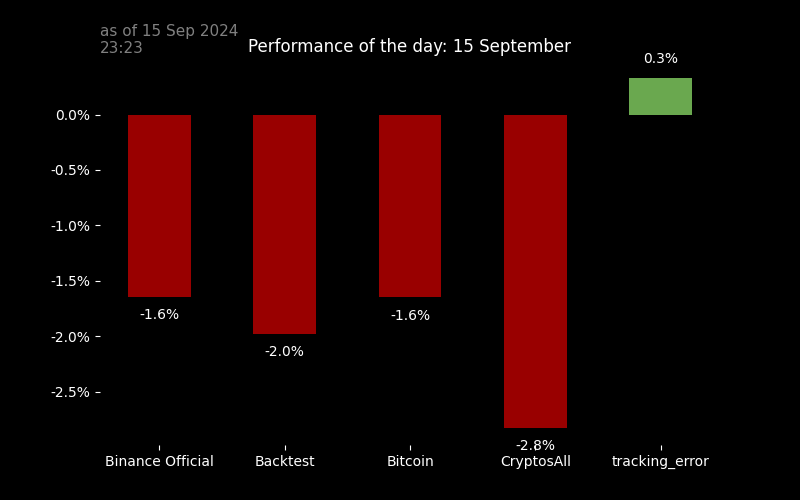 as of 15 Sep 2024
23:23
Performance of the day: 15 September
0.3%
0.0%
-0.5%
-1.0%
-1.5%
-2.0%
-2.5%
-1.6%
-2.0%
-1.6%
-2.8%
Binance Official
Backtest
Bitcoin
CryptosAll
tracking_error